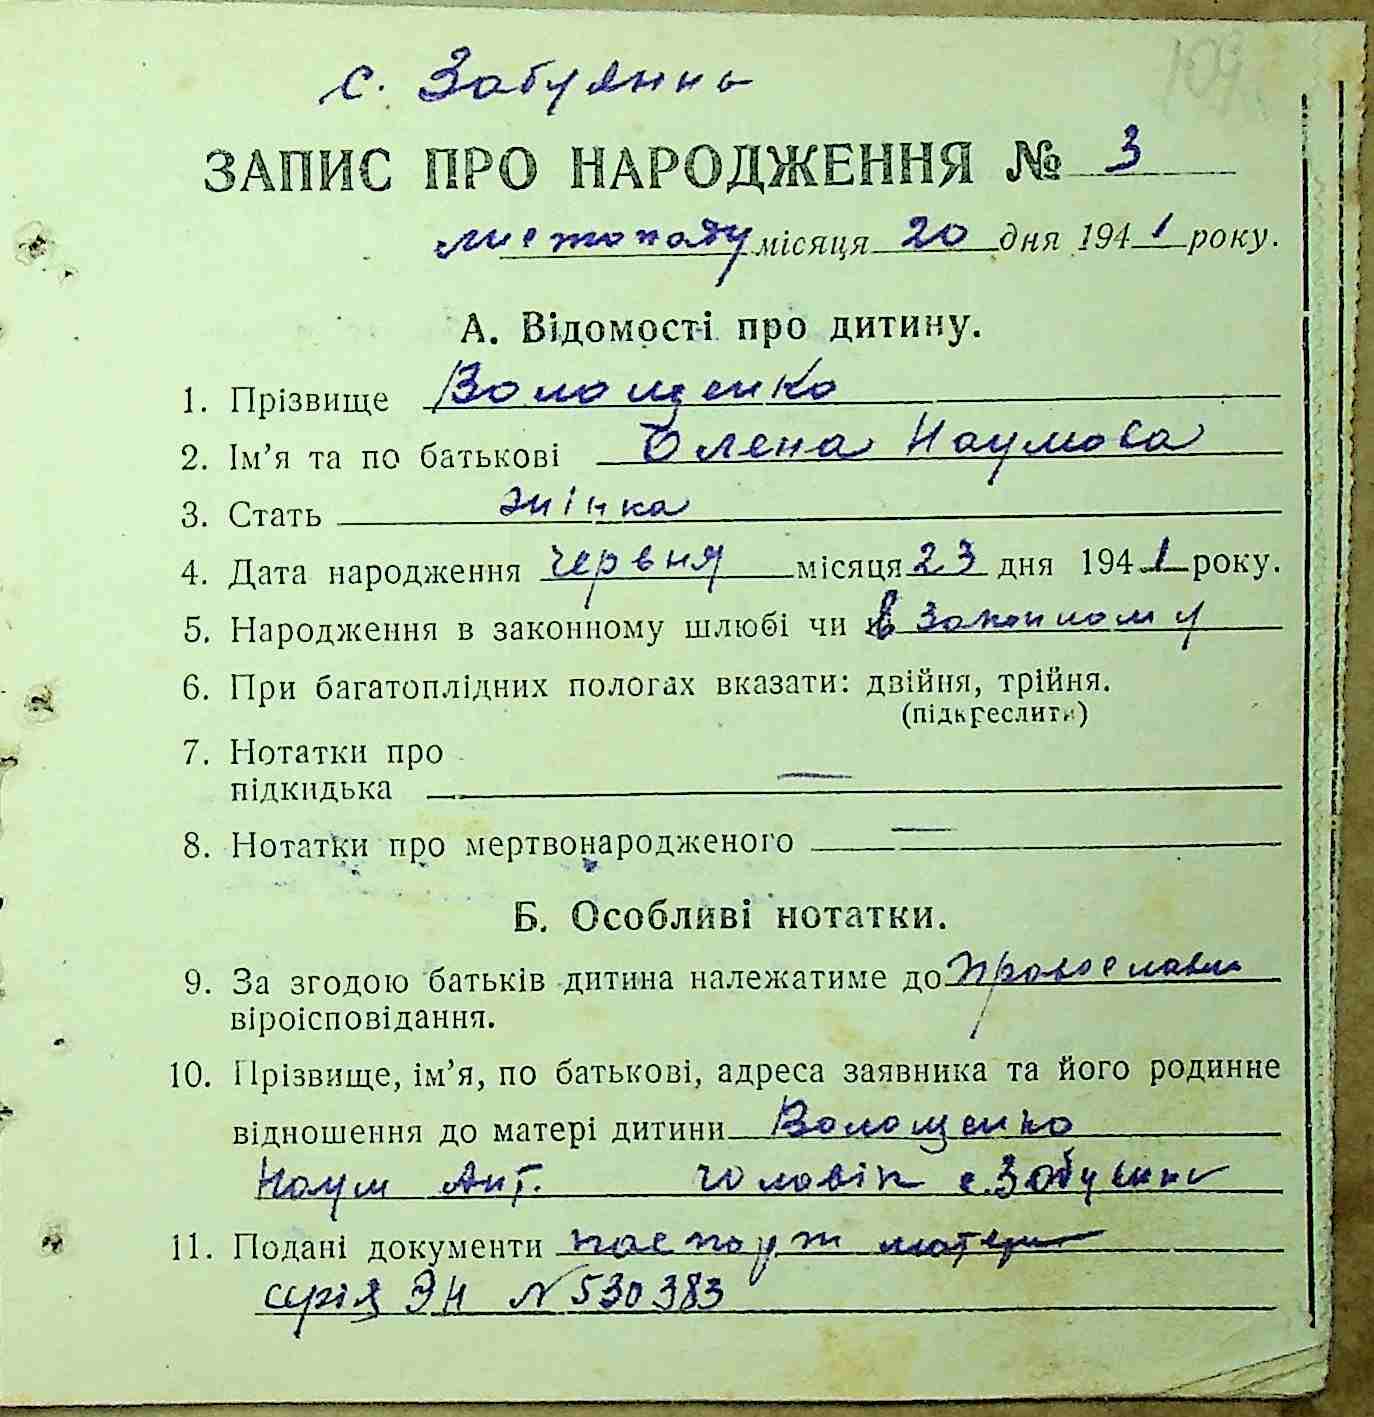 109
с. Забуяння
ЗАПИС ПРО НАРОДЖЕННЯ № 3
листопаду місяця 20 дня 1941 року.
А. Відомості про дитину.
1. Прізвище Волощенко
2. Ім’я та по батькові Олена Наумова
3. Стать жінка
4. Дата народження червня місяця 23 дня 1941 року.
5. Народження в законному шлюбі чи в законному
6. При багатоплідних пологах вказати: двійня, трійня.
(підкреслити)
7. Нотатки про
підкидька —
8. Нотатки про мертвонародженого —
Б. Особливі нотатки.
9. За згодою батьків дитина належатиме до православн
віроісповідання.
10. Прізвище, ім’я, по батькові, адреса заявника та його родинне
відношення до матері дитини Волощенко
Наум Ант. чоловік с. Забуянні
11. Подані документи паспорт матери
серія ЭН N 530383